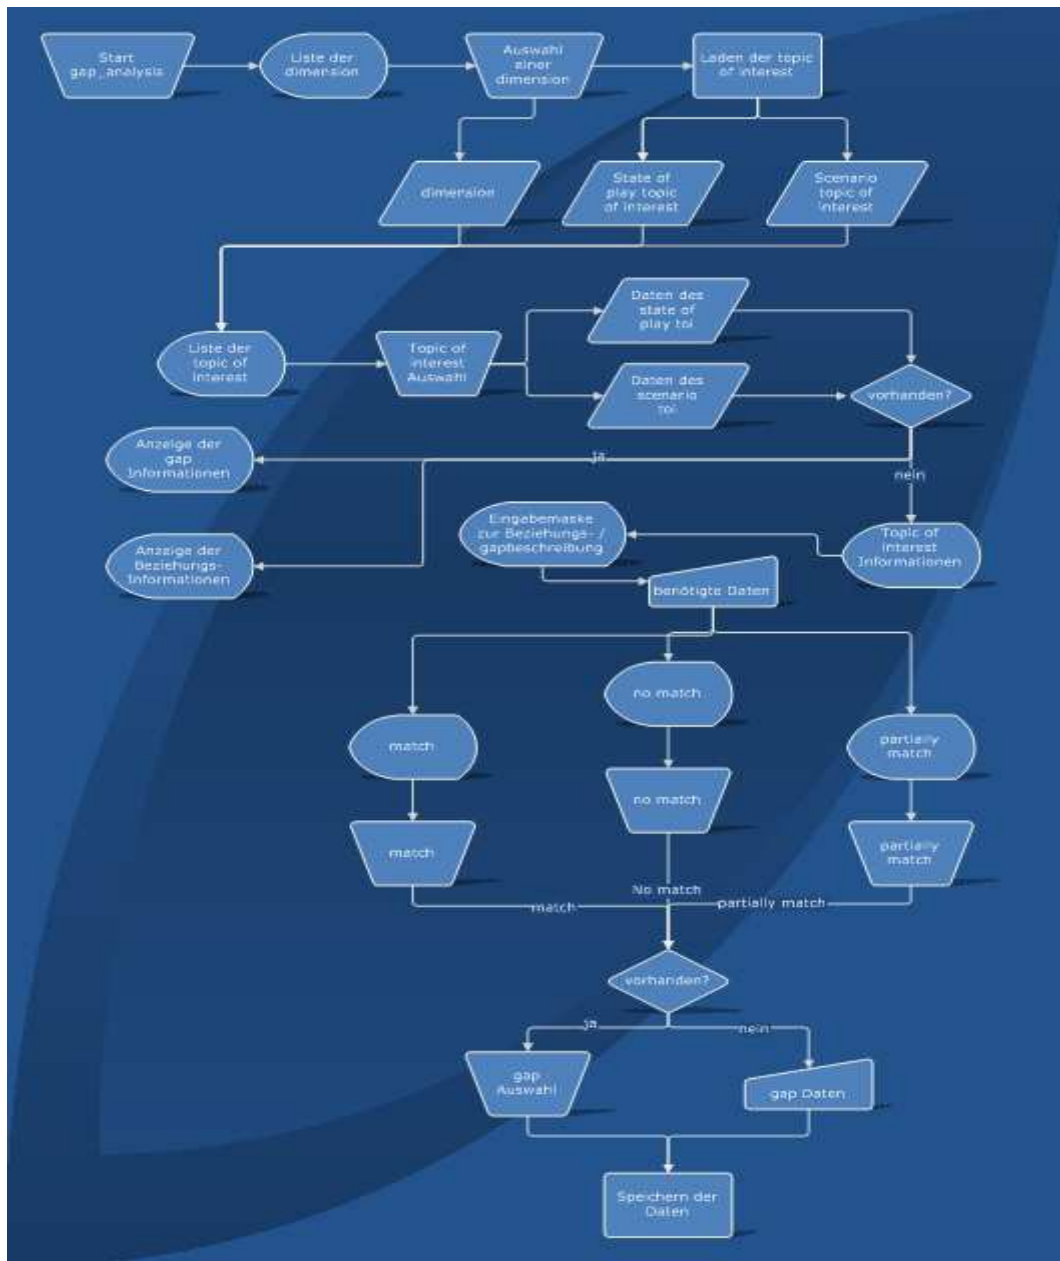 Start
gap_analysis
Liste der
dimension
Auswahl
einer
dimension
Laden der topic
of interest
dimension
State of
play topic
of interest
Scenario
topic of
interest
Daten des
state of
play toi
Liste der
topic of
interest
Topic of
interest
Auswahl
Daten des
scenario
toi
vorhanden?
Anzeige der
gap
Informationen
ja
nein
Eingabemaske
zur Beziehungs- /
gapbeschreibung
Topic of
interest
Informationen
Anzeige der
Beziehungs-
Informationen
benötigte Daten
no match
match
partially
match
no match
match
partially
match
No match
match
partially match
vorhanden?
ja
nein
gap
Auswahl
gap Daten
Speichern der
Daten